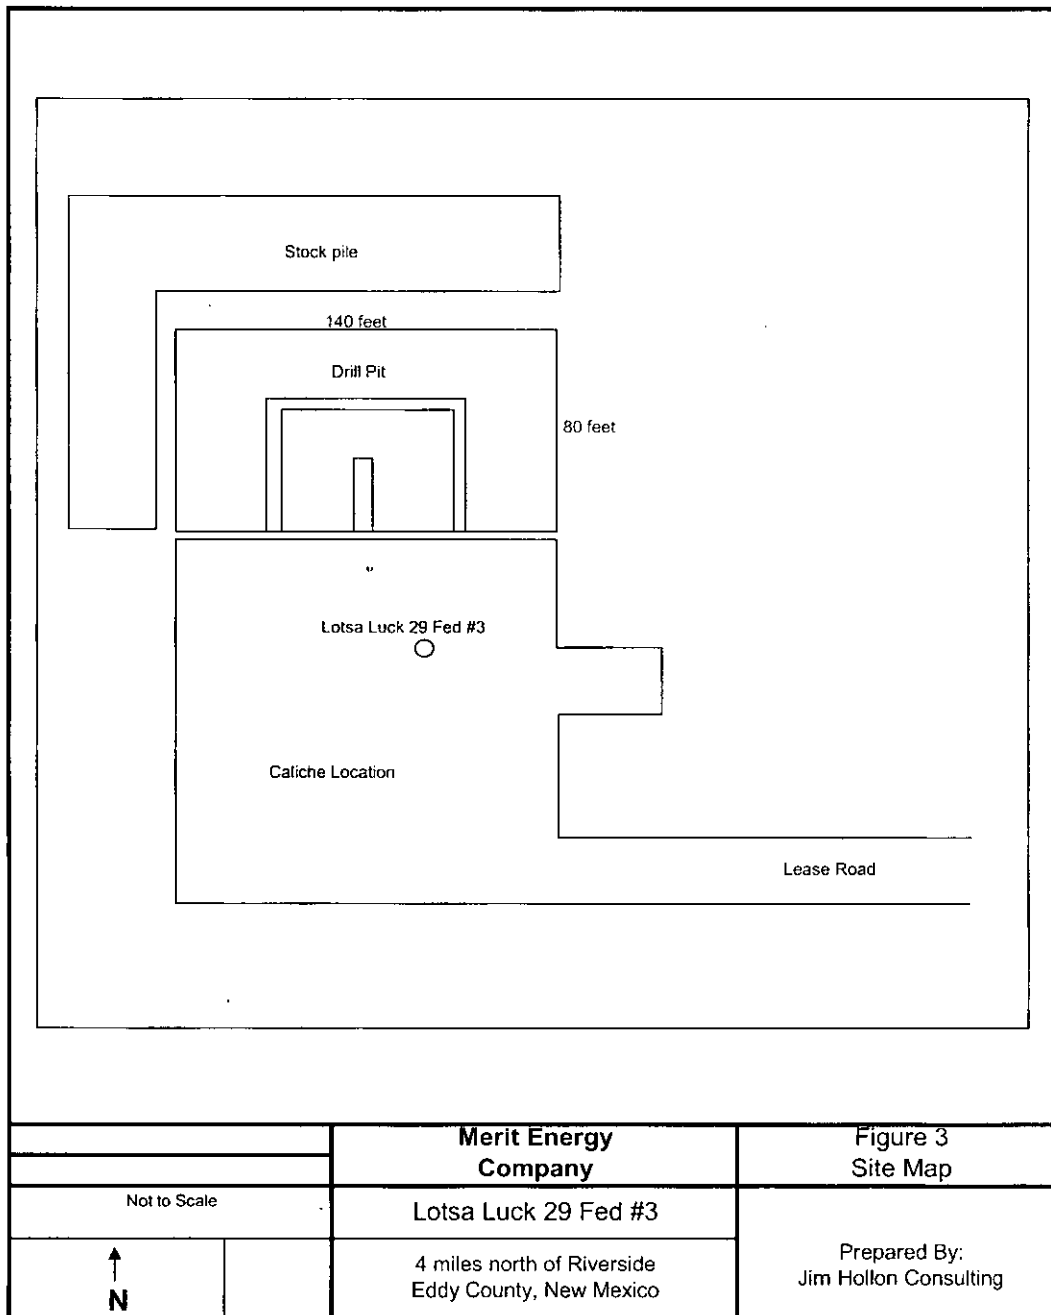 Stock pile
140 feet
Drill Pit
80 feet
Lotsa Luck 29 Fed #3
Caliche Location
Lease Road
Merit Energy
Company
Figure 3
Site Map
Not to Scale
Lotsa Luck 29 Fed #3
4 miles north of Riverside
Eddy County, New Mexico
Prepared By:
Jim Hollon Consulting
N